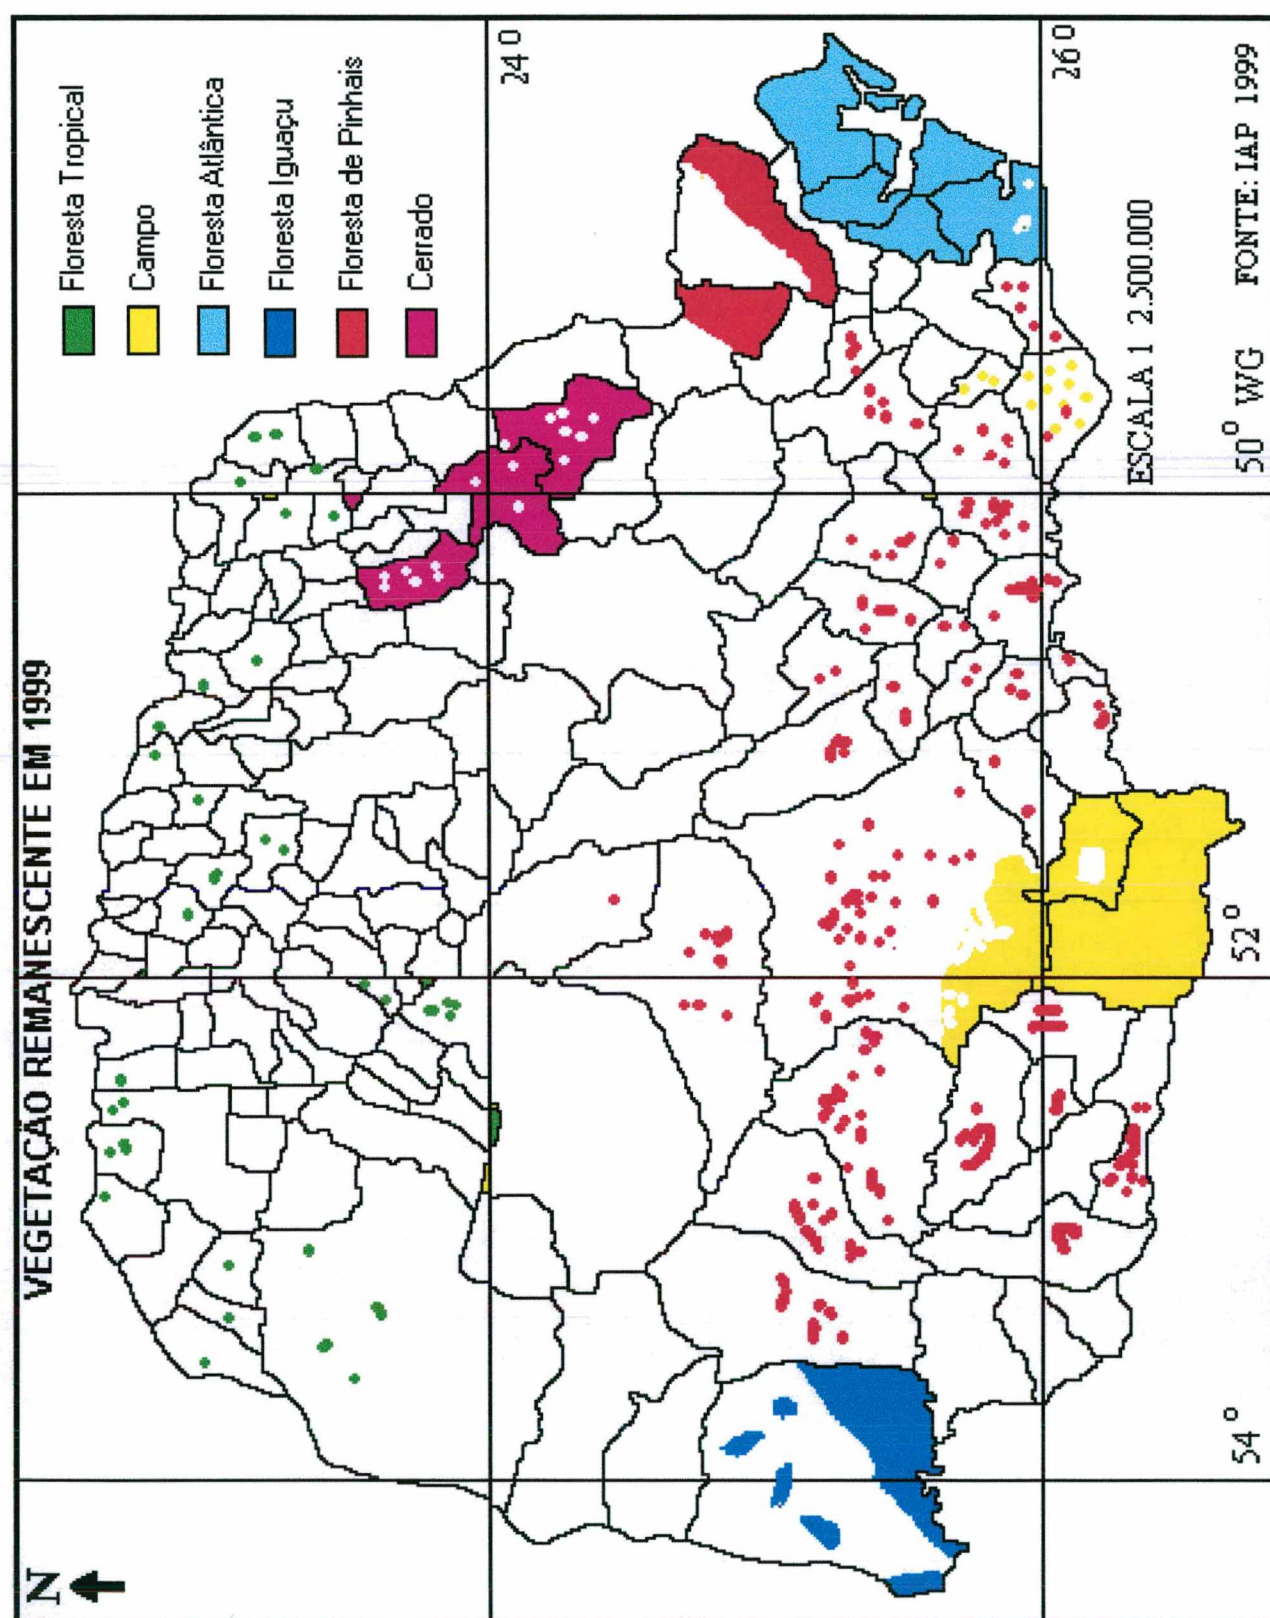 VEGETAÇÃO REMANESCENTE EM 1999
N
Floresta Tropical
Campo
Floresta Atlântica
Floresta Iguaçu
Floresta de Pinhais
Cerrado
24 0
26 0
54°
52°
50° WG
ESCALA 1 2.500.000
FONTE: IAP 1999